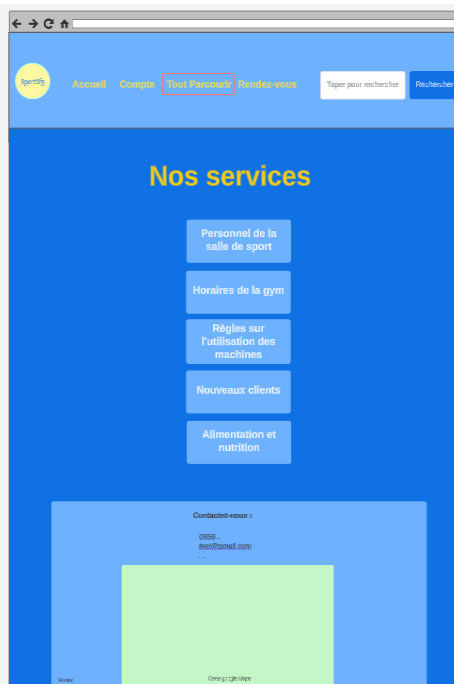 Sportify
Accueil Compte Tout Parcourir Rendez-vous
Taper pour rechercher
Rechercher
Nos services
Personnel de la
salle de sport
Horaires de la gym
Règles sur
l'utilisation des
machines
Nouveaux clients
Alimentation et
nutrition
Contactez-nous :
0656...
test@gmail.com
...